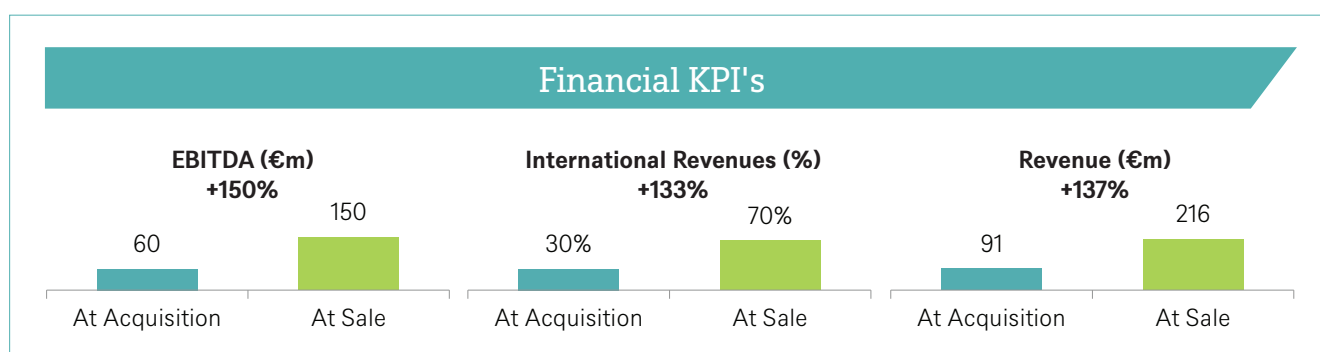 Financial KPI's
EBITDA (€m)
+150%
60
150
At Acquisition
At Sale
International Revenues (%)
+133%
30%
70%
At Acquisition
At Sale
Revenue (€m)
+137%
91
216
At Acquisition
At Sale